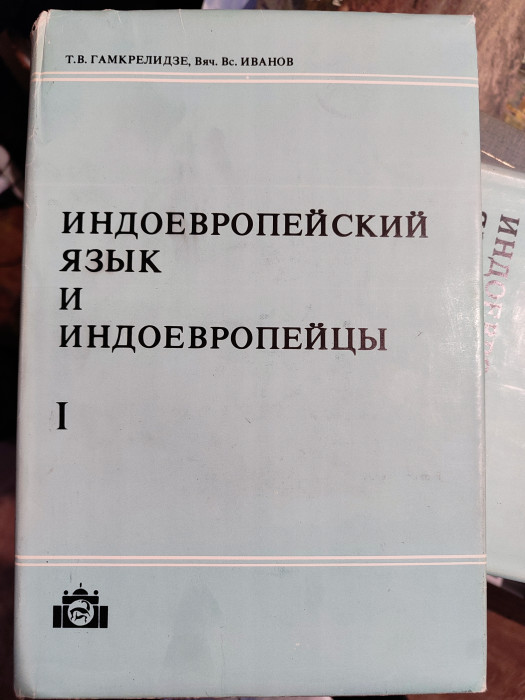 Т.В. ГАМКРЕЛИДЗЕ, Вяч. Вс. ИВАНОВ
ИНДОЕВРОПЕЙСКИЙ
ЯЗЫК
И
ИНДОЕВРОПЕЙЦЫ
I